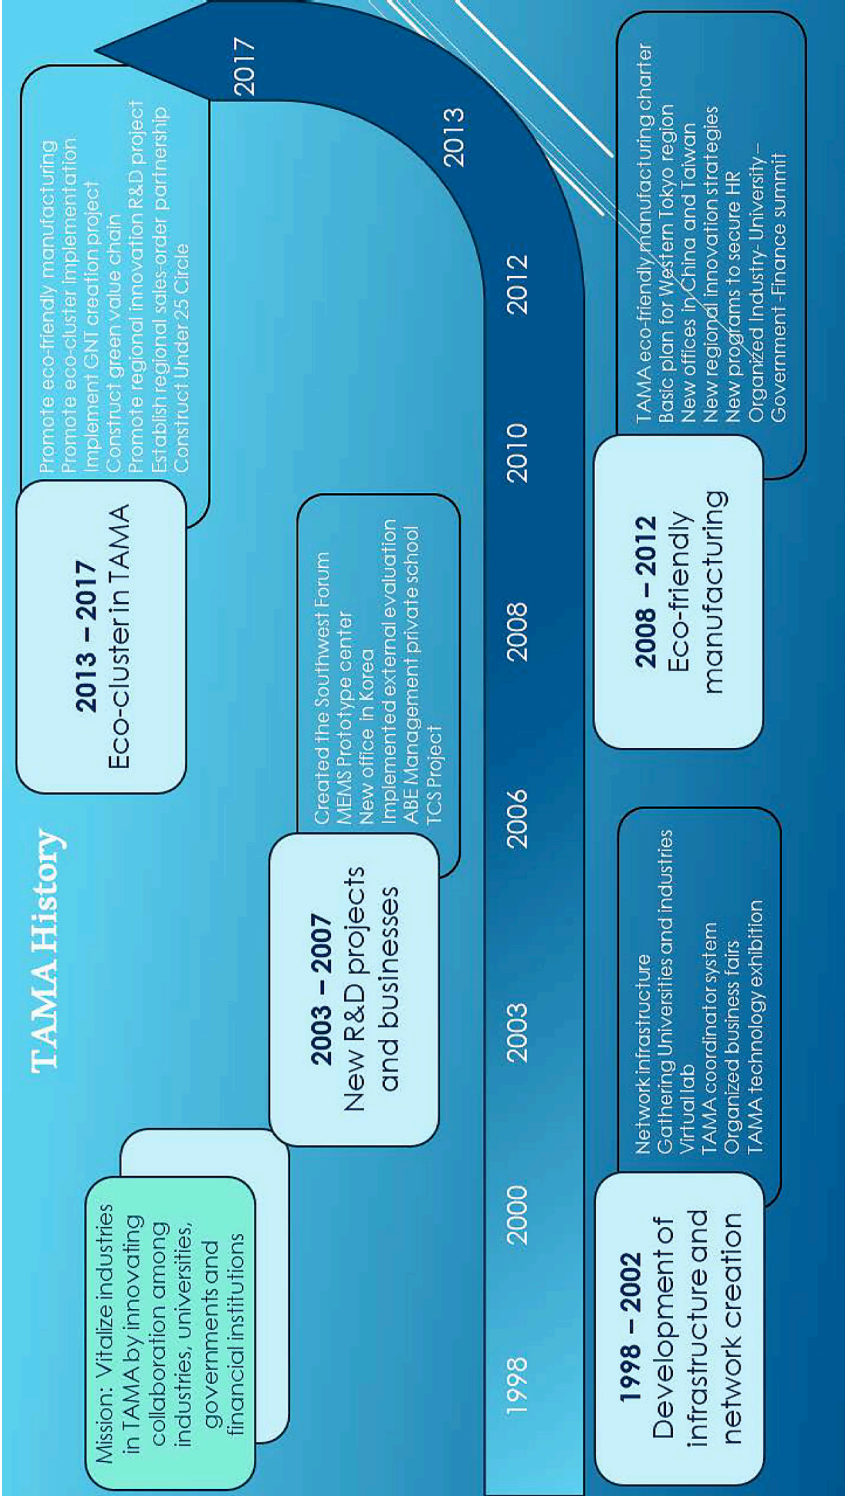 TAMA History
Mission: Vitalize industries
in TAMA by innovating
collaboration among
industries, universities,
governments and
financial institutions
2003 – 2007
New R&D projects
and businesses
Created the Southwest Forum
MEMS Prototype center
New office in Korea
Implemented external evaluation
ABE Management private school
TCS Project
2013 – 2017
Eco-cluster in TAMA
Promote eco-friendly manufacturing
Promote eco-cluster implementation
Implement GNT creation project
Construct green value chain
Promote regional innovation R&D project
Establish regional sales-order partnership
Construct Under 25 Circle
1998
2000
2003
2006
2008
2010
2012
2013
2017
1998 – 2002
Development of
infrastructure and
network creation
Network infrastructure
Gathering Universities and industries
Virtual lab
TAMA coordinator system
Organized business fairs
TAMA technology exhibition
2008 – 2012
Eco-friendly
manufacturing
TAMA eco-friendly manufacturing charter
Basic plan for Western Tokyo region
New offices in China and Taiwan
New regional innovation strategies
New programs to secure HR
Organized Industry- University –
Government -Finance summit